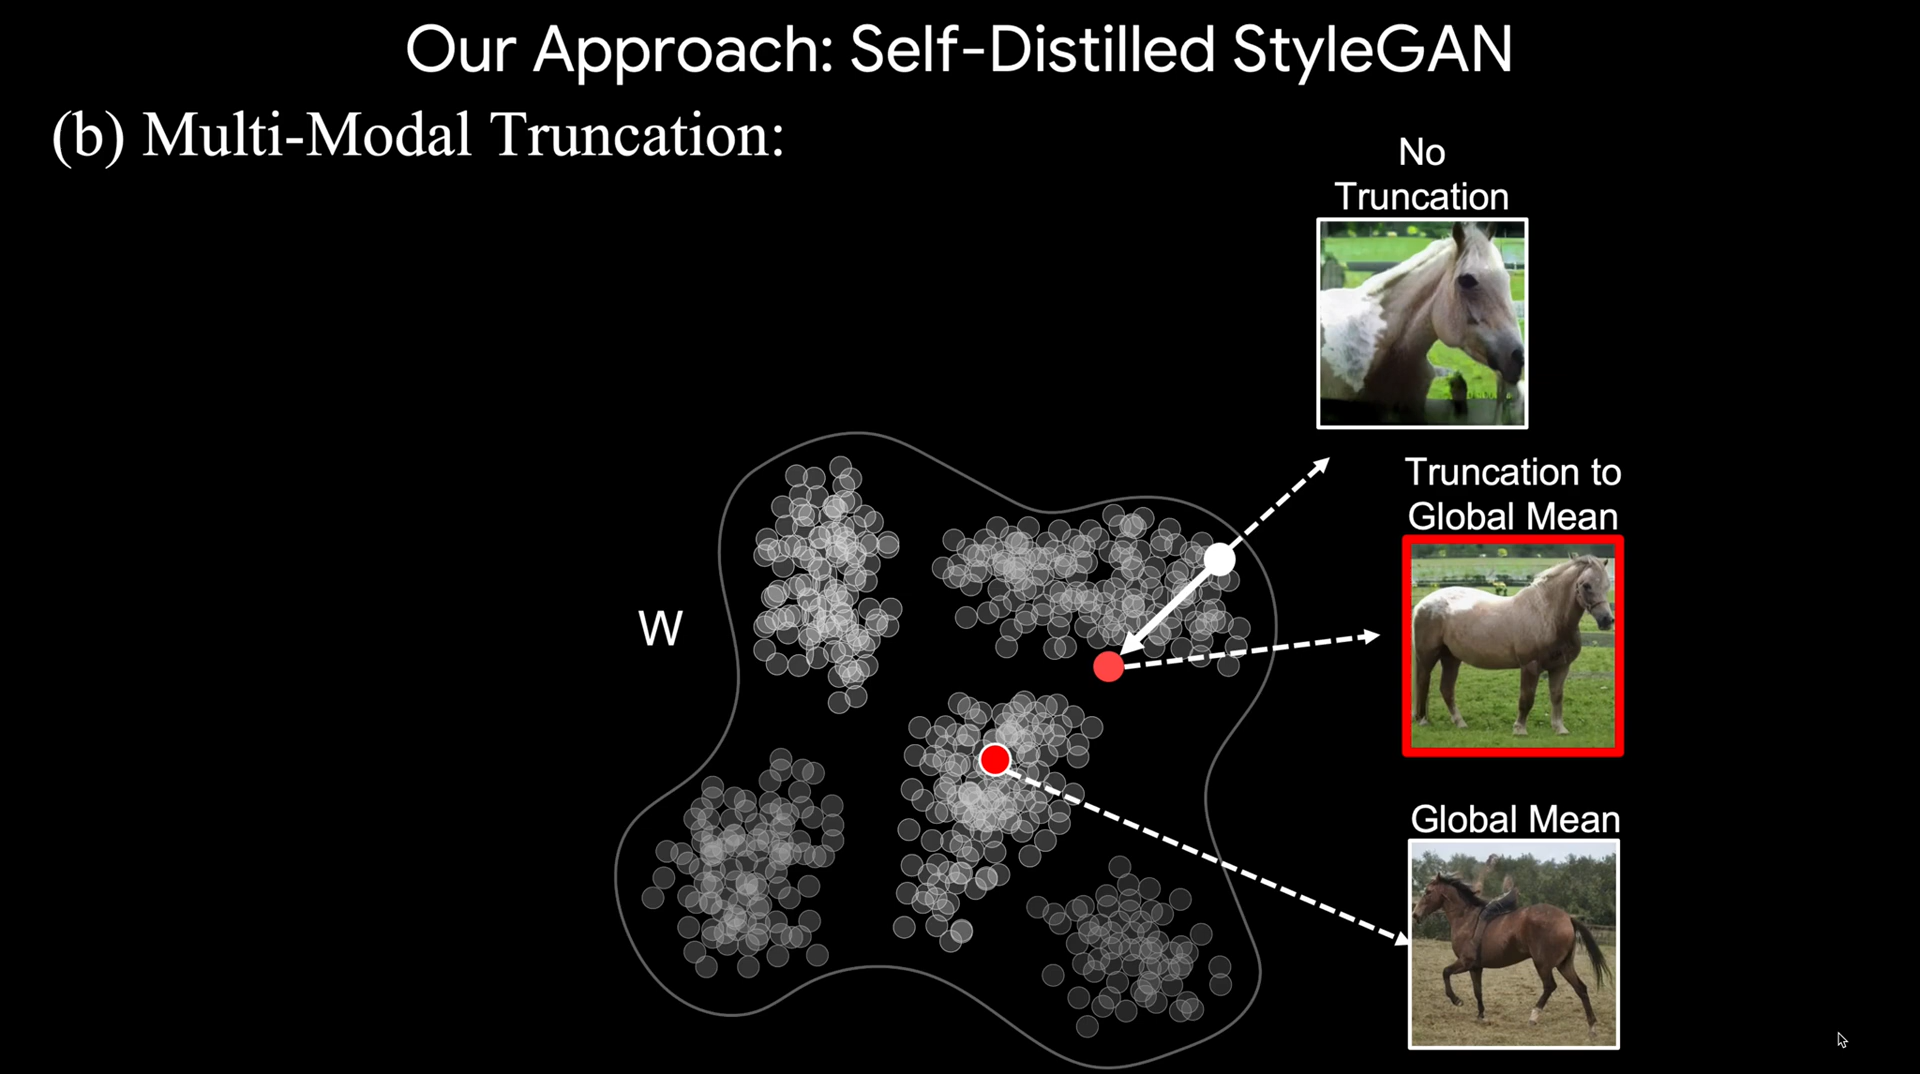 Our Approach: Self-Distilled StyleGAN
(b) Multi-Modal Truncation:
No
Truncation
Truncation to
Global Mean
W
Global Mean